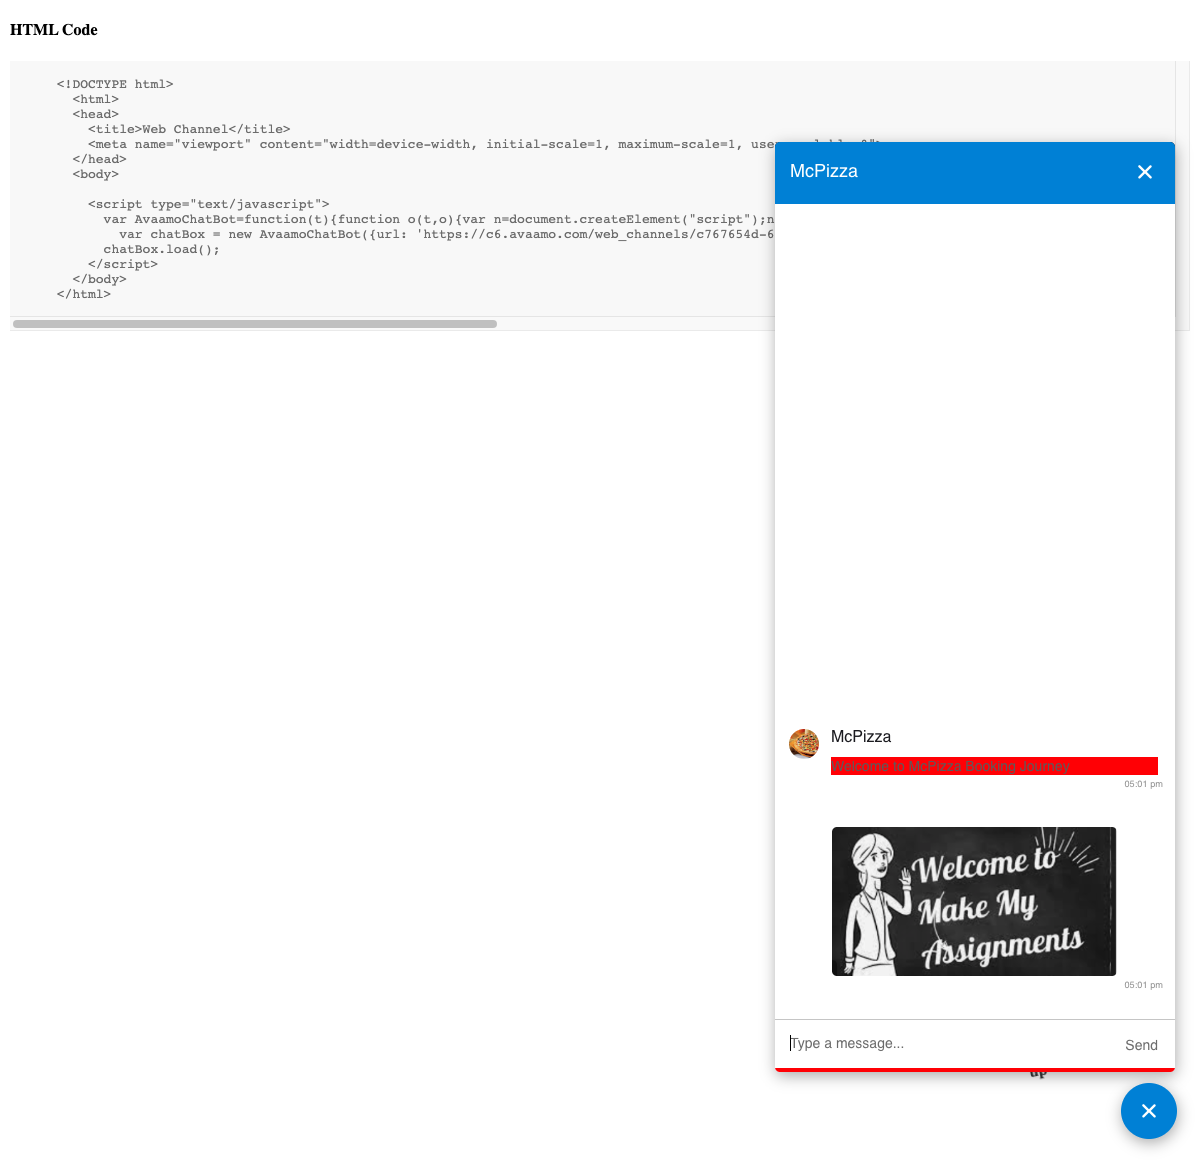 HTML Code
<!DOCTYPE html>
<html>
<head>
<title>Web Channel</title>
<meta name="viewport" content="width=device-width, initial-scale=1, maximum-scale=1,
</head>
<body>
<script type="text/javascript">
var AvaamoChatBot=function(t){function o(t,o){var n=document.createElement("script");n
var chatBox = new AvaamoChatBot({url: 'https://c6.avaamo.com/web_channels/c767654d-6
chatBox.load();
</script>
</body>
</html>
McPizza
McPizza
Welcome to McPizza Booking Journey
05:01 pm
Welcome to
Make My
Assignments
05:01 pm
Type a message...
Send
up